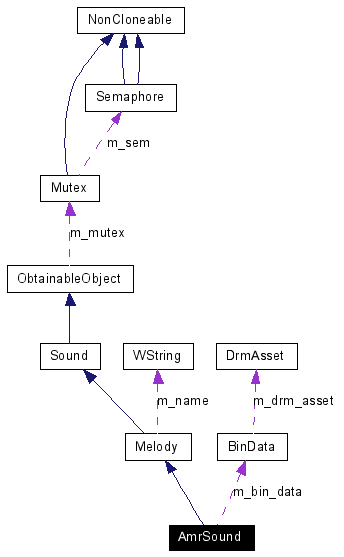 NonCloneable
Semaphore
m_sem
Mutex
m_mutex
ObtainableObject
Sound
WString
DrmAsset
m_name
m_drm_asset
Melody
BinData
m_bin_data
AmrSound